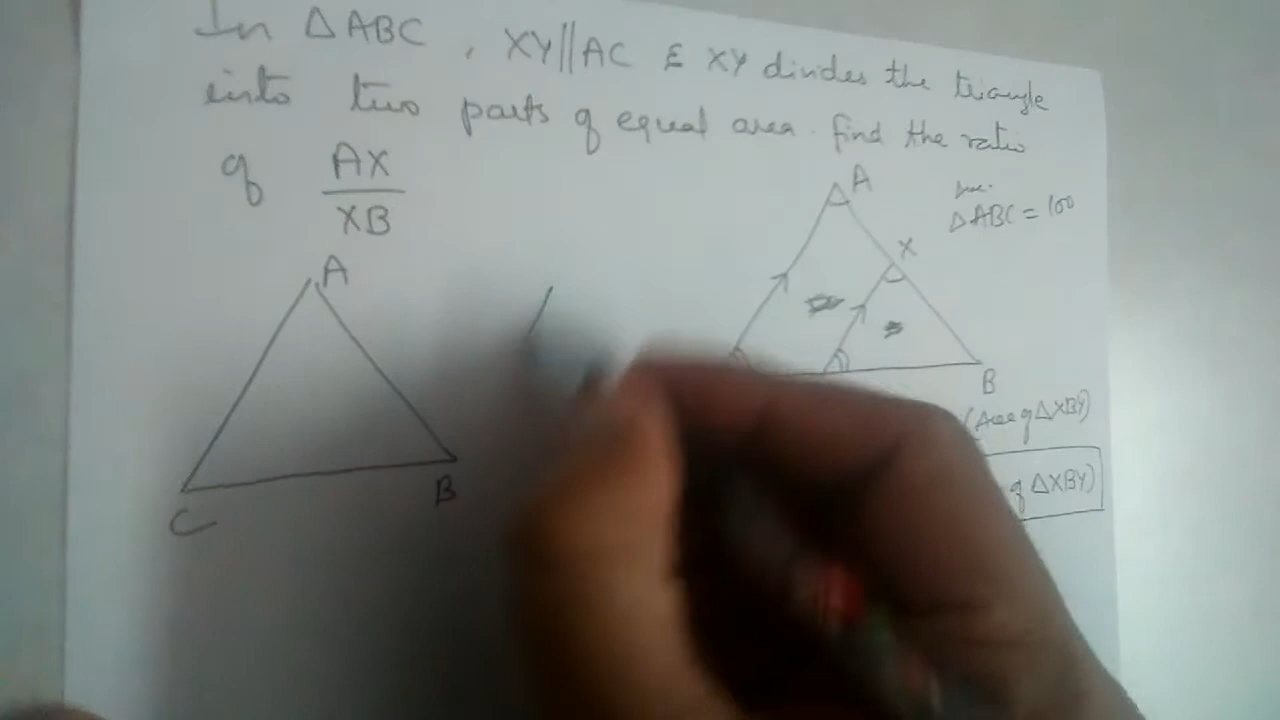 In △ABC , XY||AC & XY divides the triangle
into two parts of equal area. find the ratio
of AX
XB
A
△ABC = 100
X
B
A
B
C
(Area of △XBY)
of △XBY)